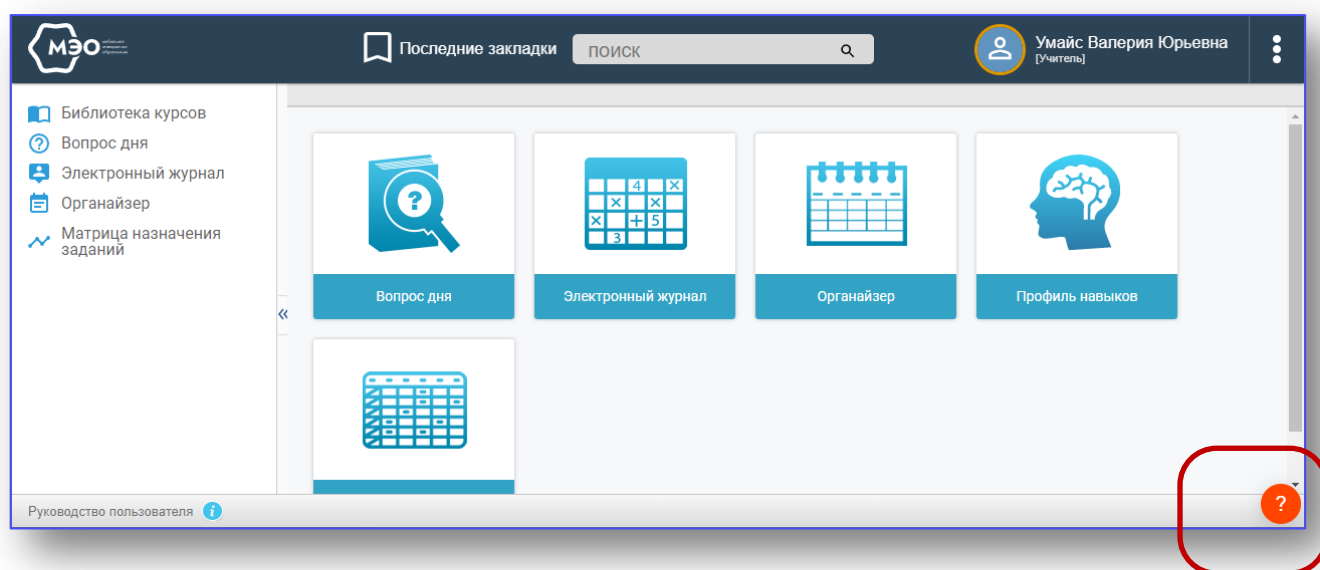 МЭО
Последние закладки
ПОИСК
Умайс Валерия Юрьевна
[Учитель]
Библиотека курсов
Вопрос дня
Электронный журнал
Органайзер
Матрица назначения
заданий
Вопрос дня
Электронный журнал
Органайзер
Профиль навыков
Руководство пользователя